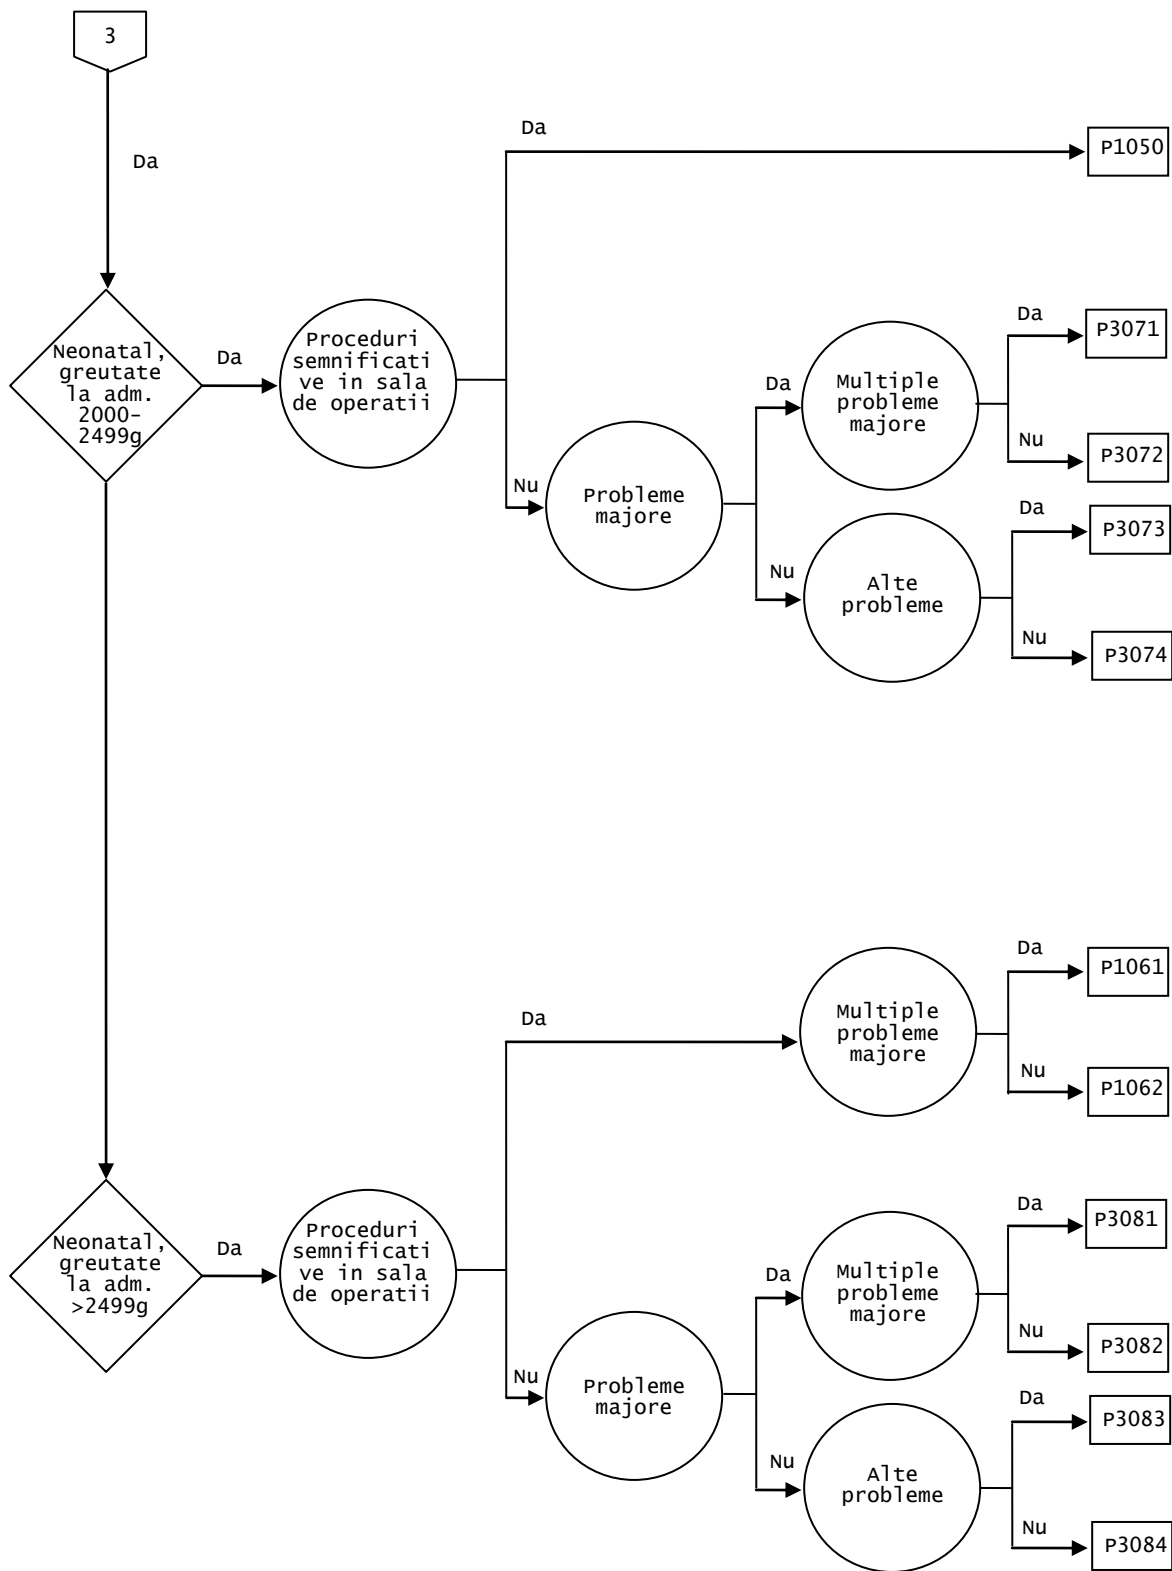 3
Da
Da
P1050
Neonatal,
greutate
la adm.
2000-
2499g
Da
Proceduri
semnificati
ve in sala
de operatii
Nu
Probleme
majore
Da
Multiple
probleme
majore
Da
P3071
Nu
P3072
Nu
Alte
probleme
Da
P3073
Nu
P3074
Neonatal,
greutate
la adm.
>2499g
Da
Proceduri
semnificati
ve in sala
de operatii
Da
Multiple
probleme
majore
Da
P1061
Nu
P1062
Nu
Probleme
majore
Da
Multiple
probleme
majore
Da
P3081
Nu
P3082
Nu
Alte
probleme
Da
P3083
Nu
P3084